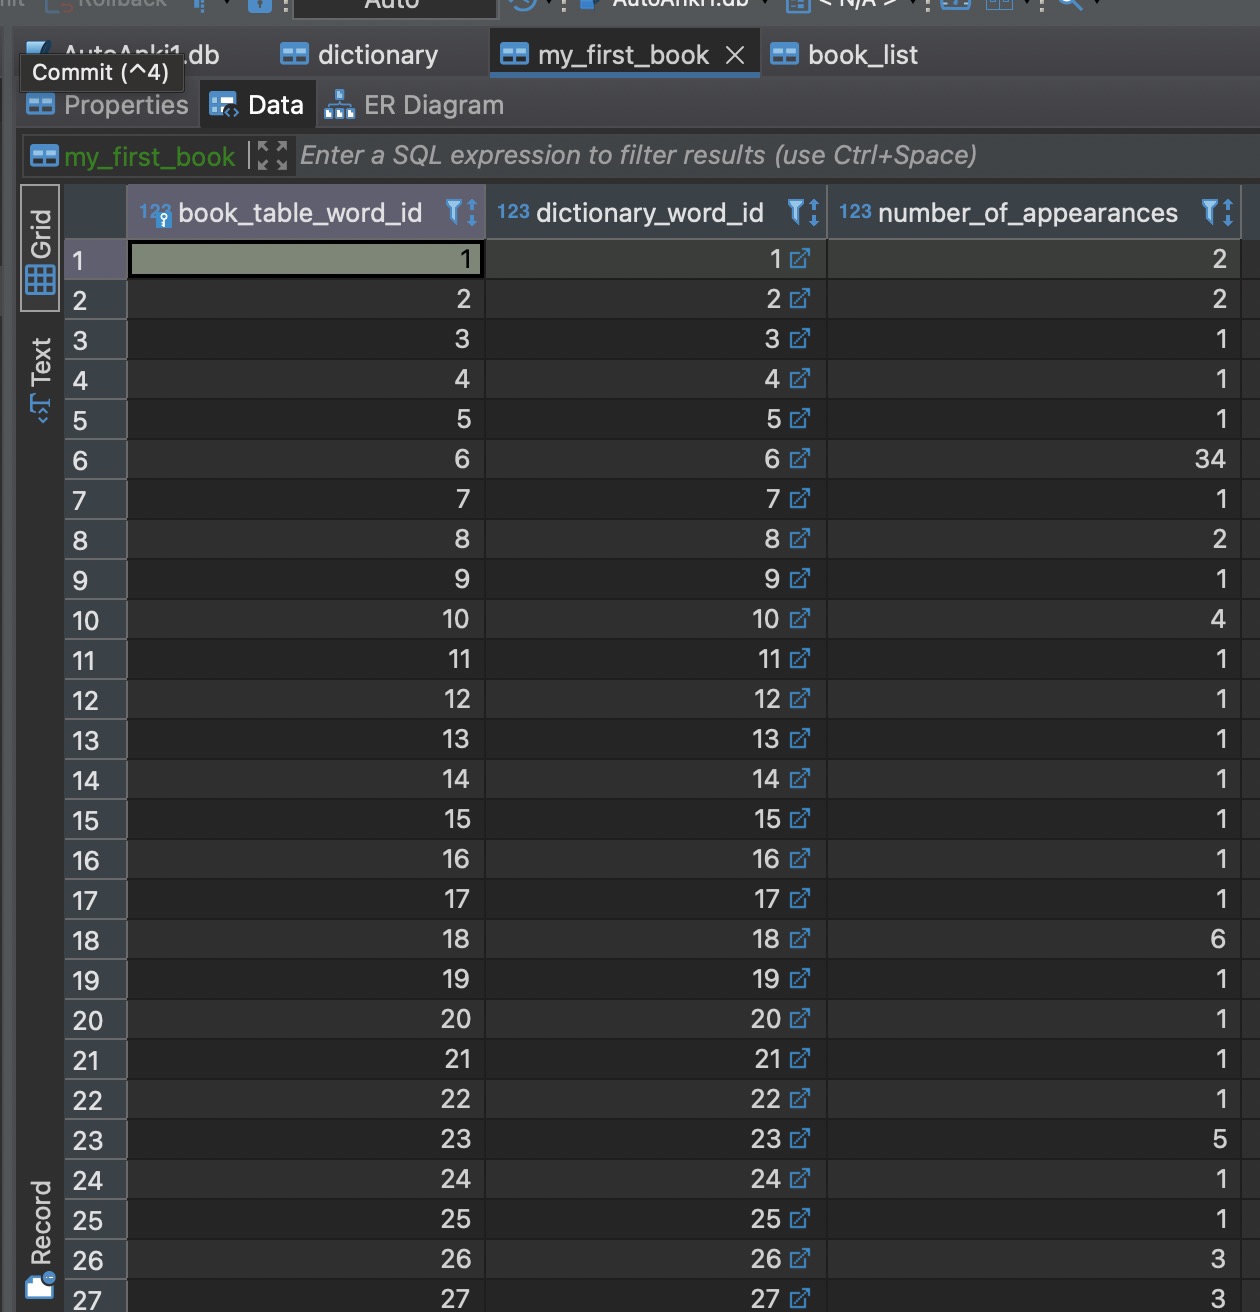 Rollback Auto AutoAnki1.db < N/A >
AutoAnki1.db dictionary my_first_book book_list
Commit (^4)
Properties Data ER Diagram
my_first_book Enter a SQL expression to filter results (use Ctrl+Space)
Grid
Text
Record
123 book_table_word_id 123 dictionary_word_id 123 number_of_appearances
1 1 1 2
2 2 2 2
3 3 3 1
4 4 4 1
5 5 5 1
6 6 6 34
7 7 7 1
8 8 8 2
9 9 9 1
10 10 10 4
11 11 11 1
12 12 12 1
13 13 13 1
14 14 14 1
15 15 15 1
16 16 16 1
17 17 17 1
18 18 18 6
19 19 19 1
20 20 20 1
21 21 21 1
22 22 22 1
23 23 23 5
24 24 24 1
25 25 25 1
26 26 26 3
27 27 27 3